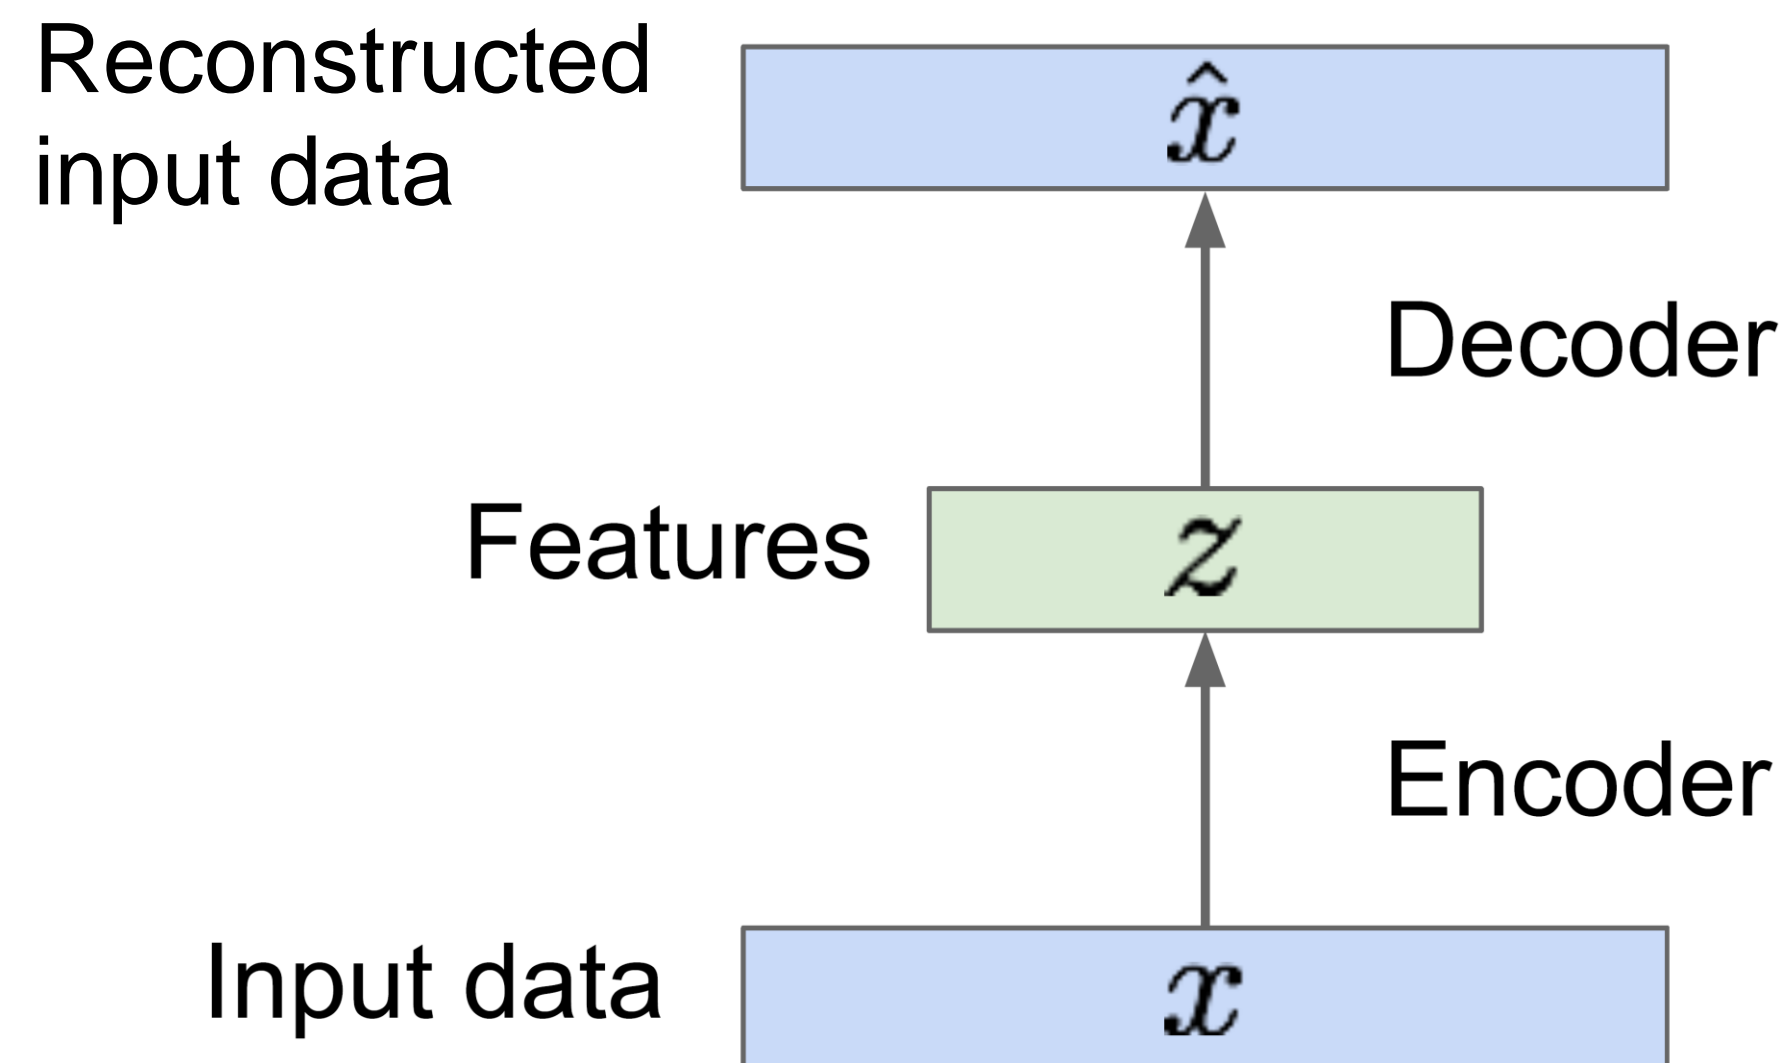 Reconstructed
input data
x̂
Decoder
Features
z
Encoder
Input data
x